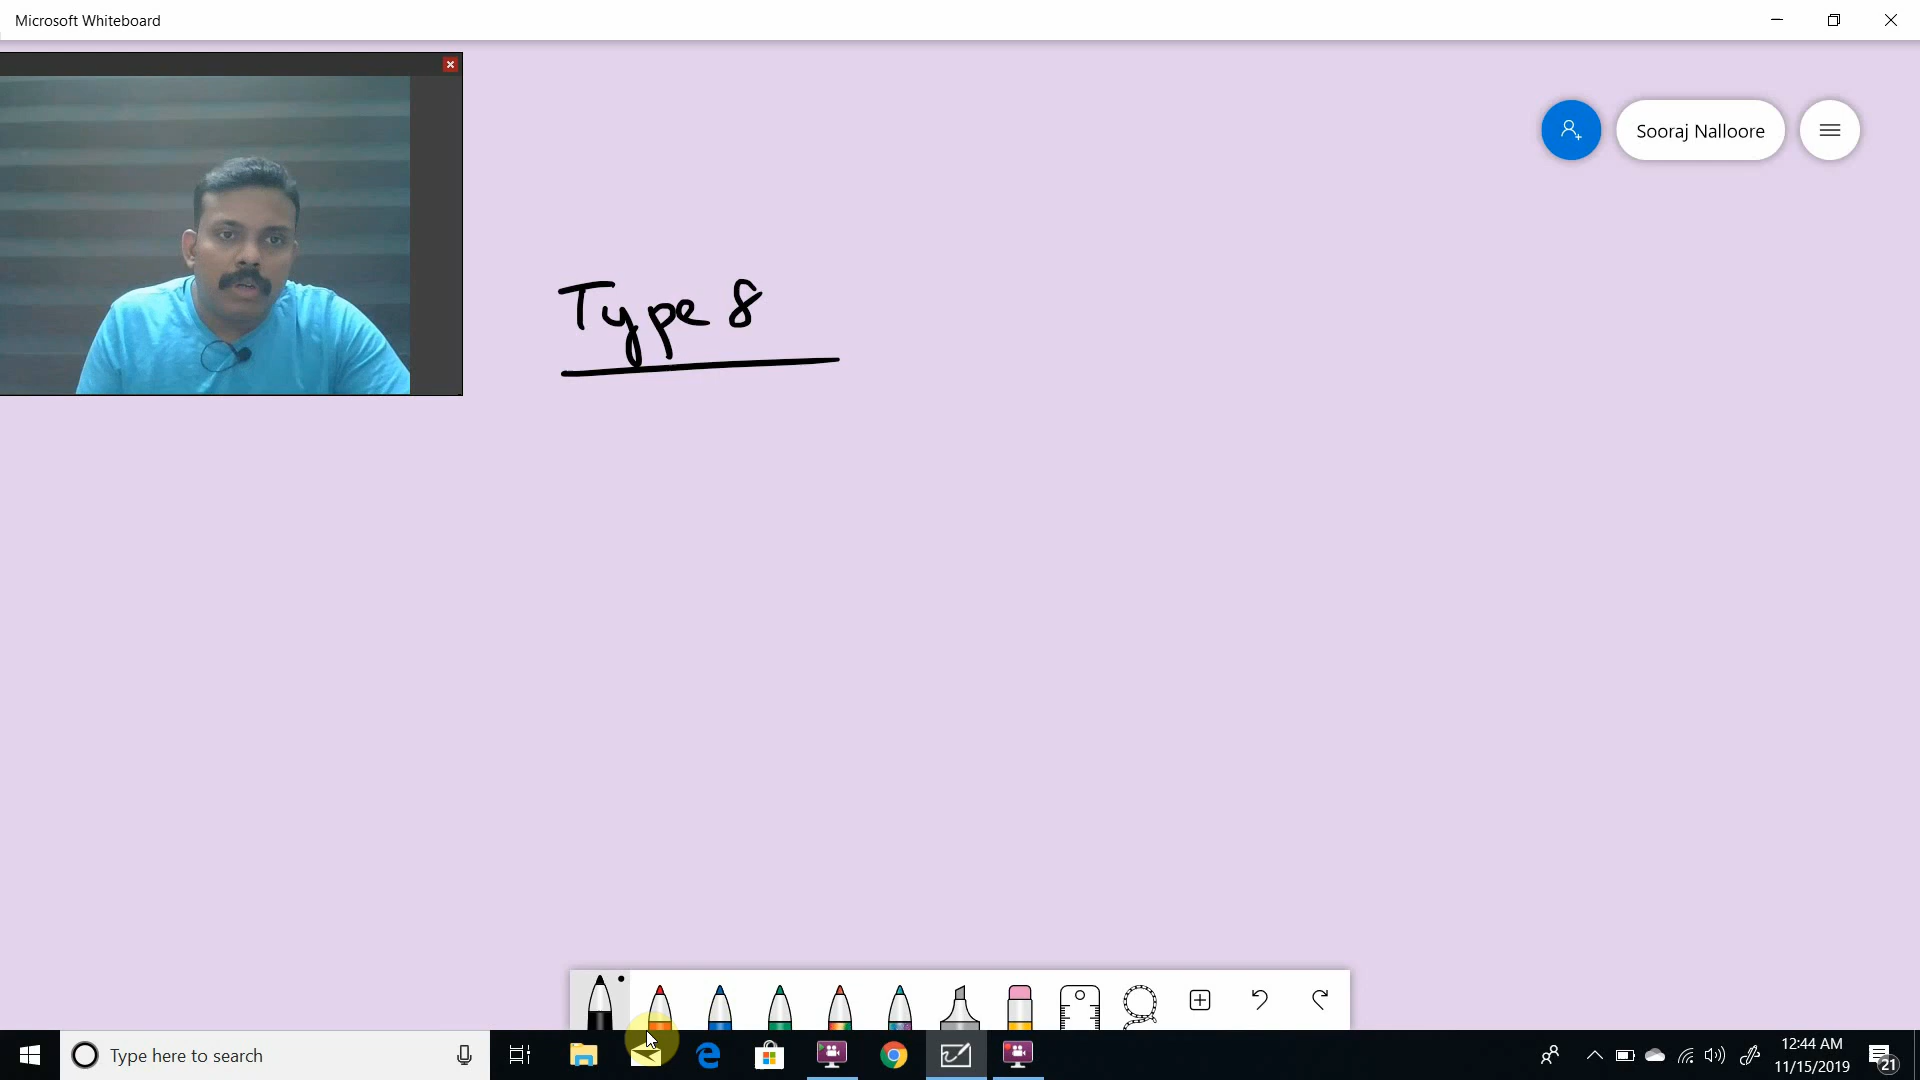 Microsoft Whiteboard
Sooraj Nalloore
Type 8
Type here to search
12:44 AM
11/15/2019
21